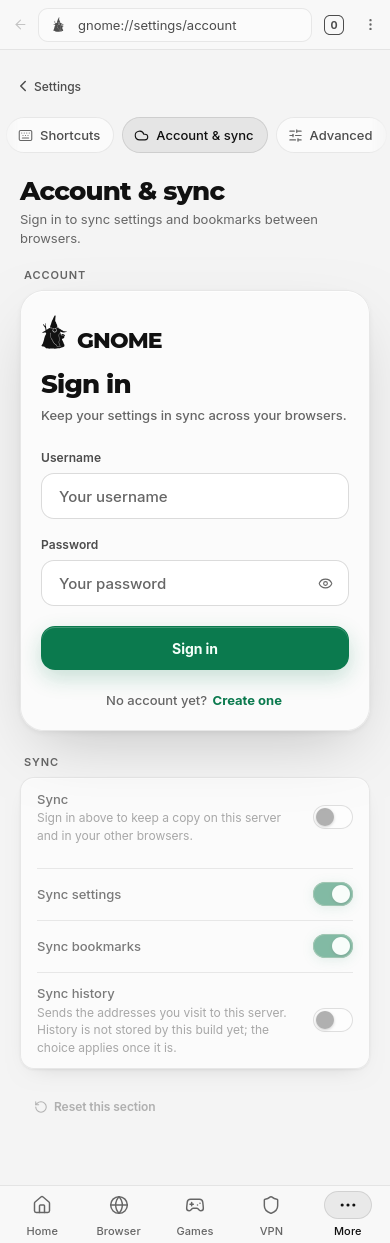 gnome://settings/account
0
Settings
Shortcuts
Account & sync
Advanced
Account & sync
Sign in to sync settings and bookmarks between
browsers.
ACCOUNT
GNOME
Sign in
Keep your settings in sync across your browsers.
Username
Your username
Password
Your password
Sign in
No account yet? Create one
SYNC
Sync
Sign in above to keep a copy on this server
and in your other browsers.
Sync settings
Sync bookmarks
Sync history
Sends the addresses you visit to this server.
History is not stored by this build yet; the
choice applies once it is.
Reset this section
Home
Browser
Games
VPN
More